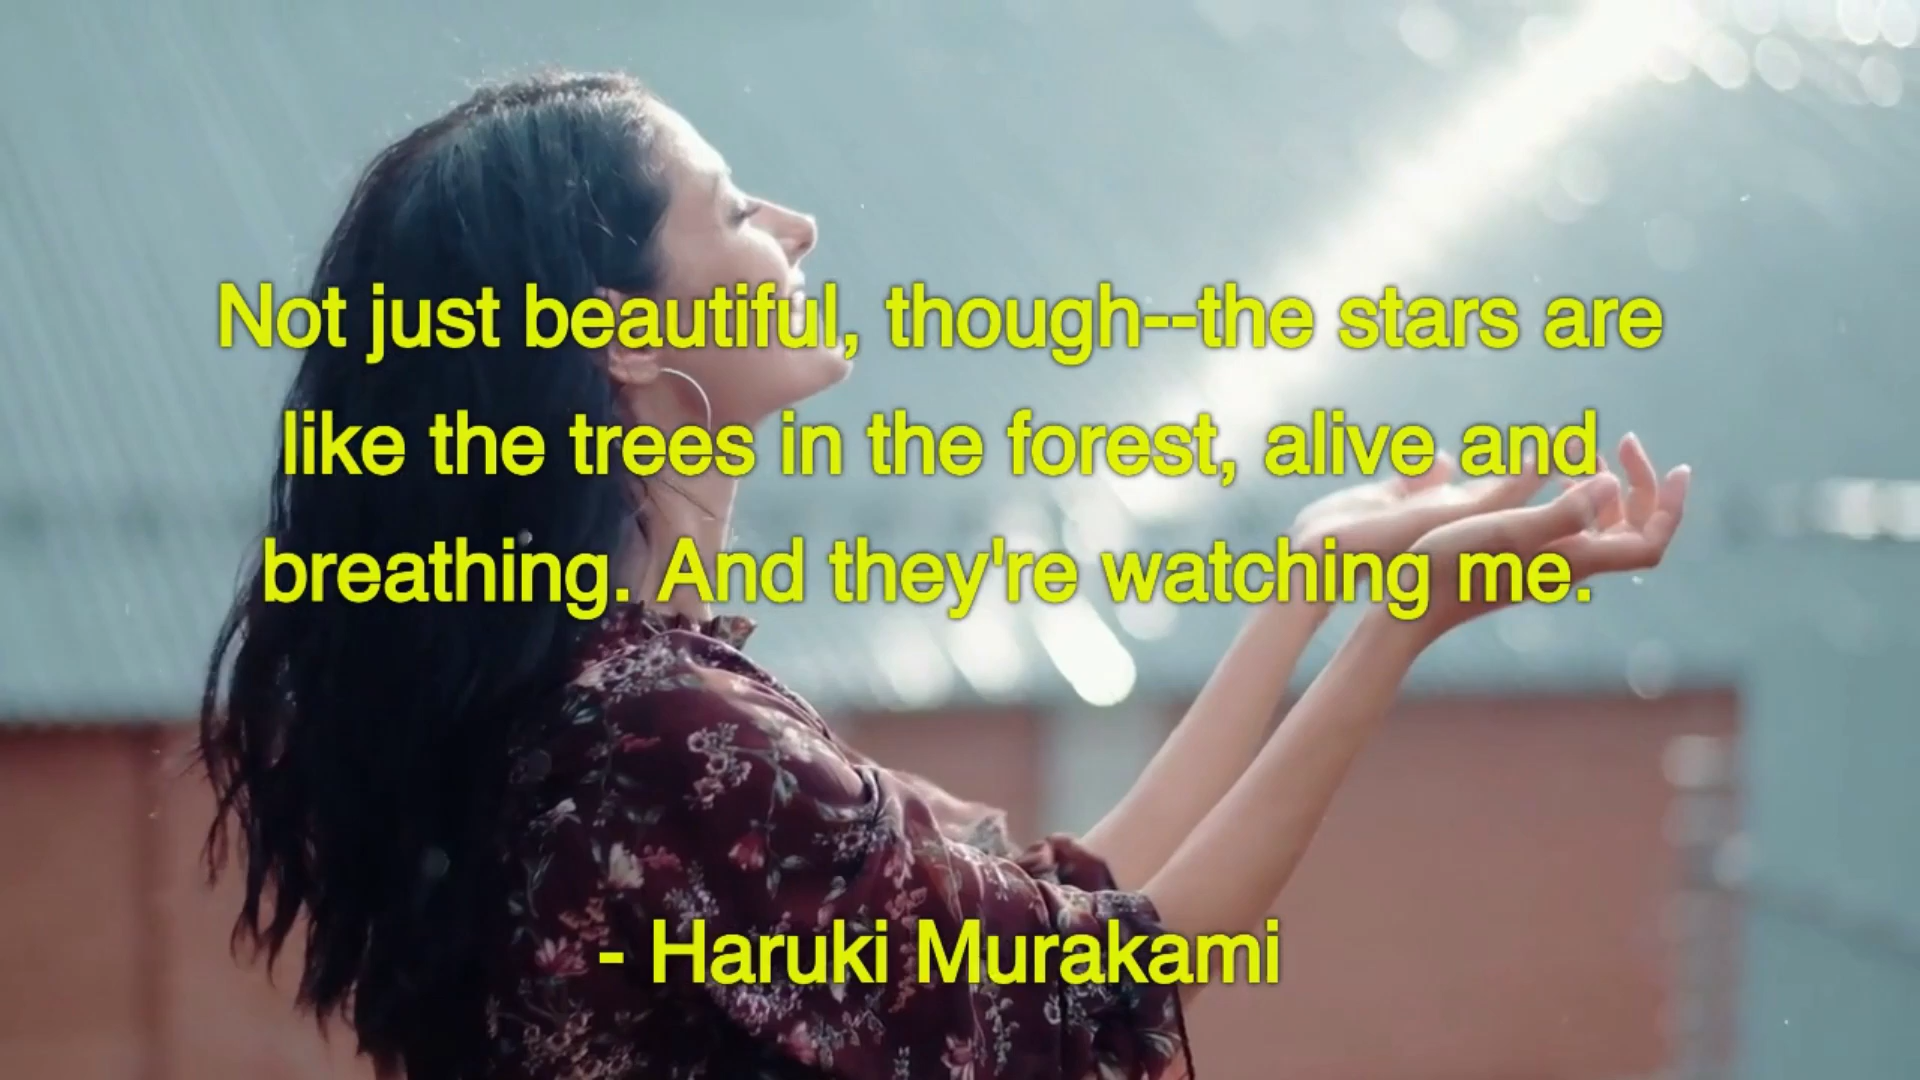 Not just beautiful, though--the stars are
like the trees in the forest, alive and
breathing. And they're watching me.
- Haruki Murakami